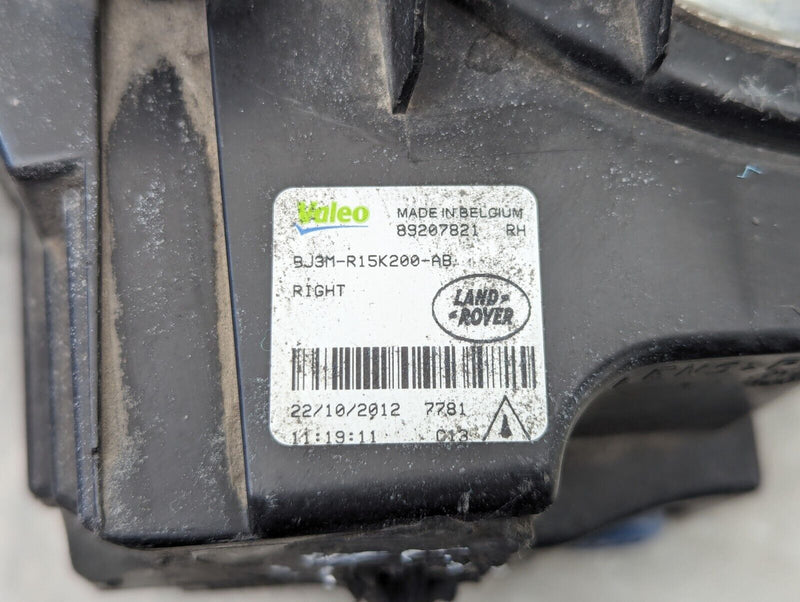 Valeo MADE IN BELGIUM
89207821 RH
BJ3M-R15K200-AB
RIGHT
LAND-
-ROVER
22/10/2012 7781
11:19:11 C13